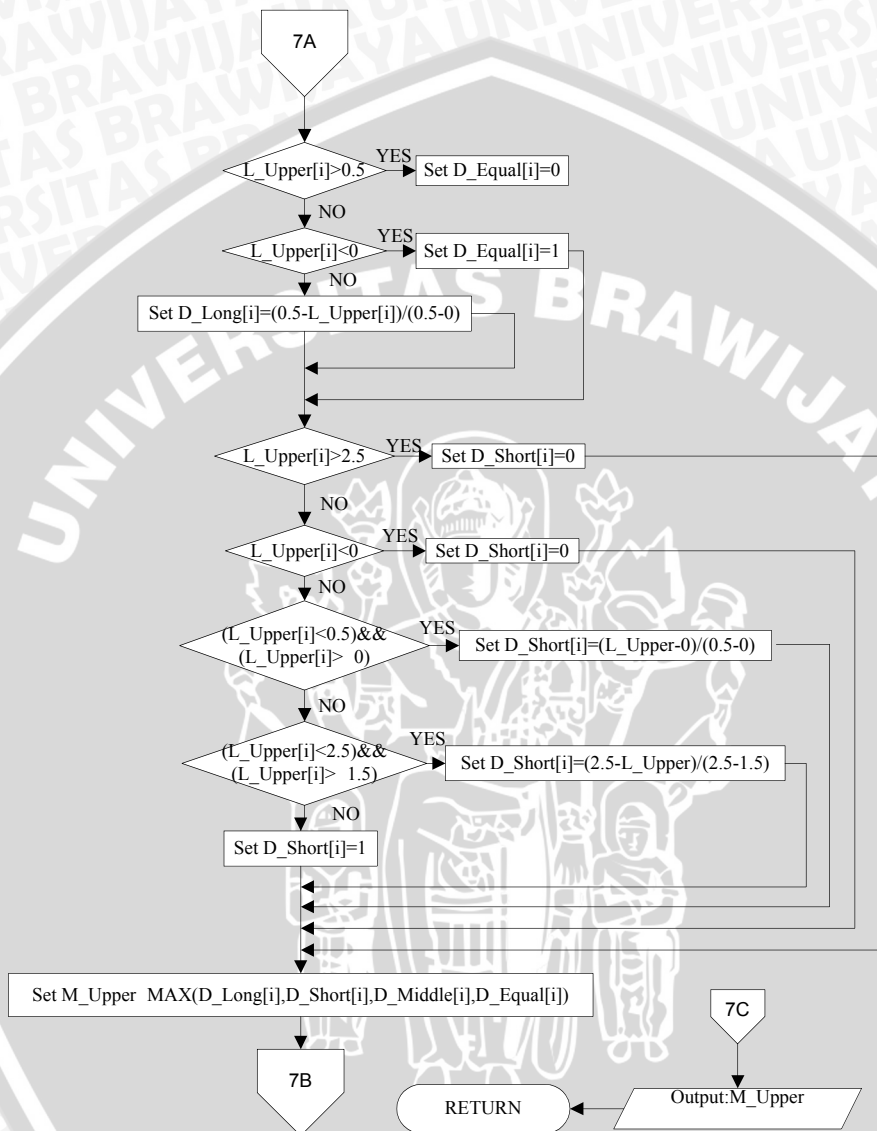 7A
L_Upper[i]>0.5
YES
Set D_Equal[i]=0
NO
L_Upper[i]<0
YES
Set D_Equal[i]=1
NO
Set D_Long[i]=(0.5-L_Upper[i])/(0.5-0)
L_Upper[i]>2.5
YES
Set D_Short[i]=0
NO
L_Upper[i]<0
YES
Set D_Short[i]=0
NO
(L_Upper[i]<0.5)&&
(L_Upper[i]> 0)
YES
Set D_Short[i]=(L_Upper-0)/(0.5-0)
NO
(L_Upper[i]<2.5)&&
(L_Upper[i]> 1.5)
YES
Set D_Short[i]=(2.5-L_Upper)/(2.5-1.5)
NO
Set D_Short[i]=1
Set M_Upper MAX(D_Long[i],D_Short[i],D_Middle[i],D_Equal[i])
7B
7C
Output:M_Upper
RETURN
UNIVERSITAS BRAWIJA